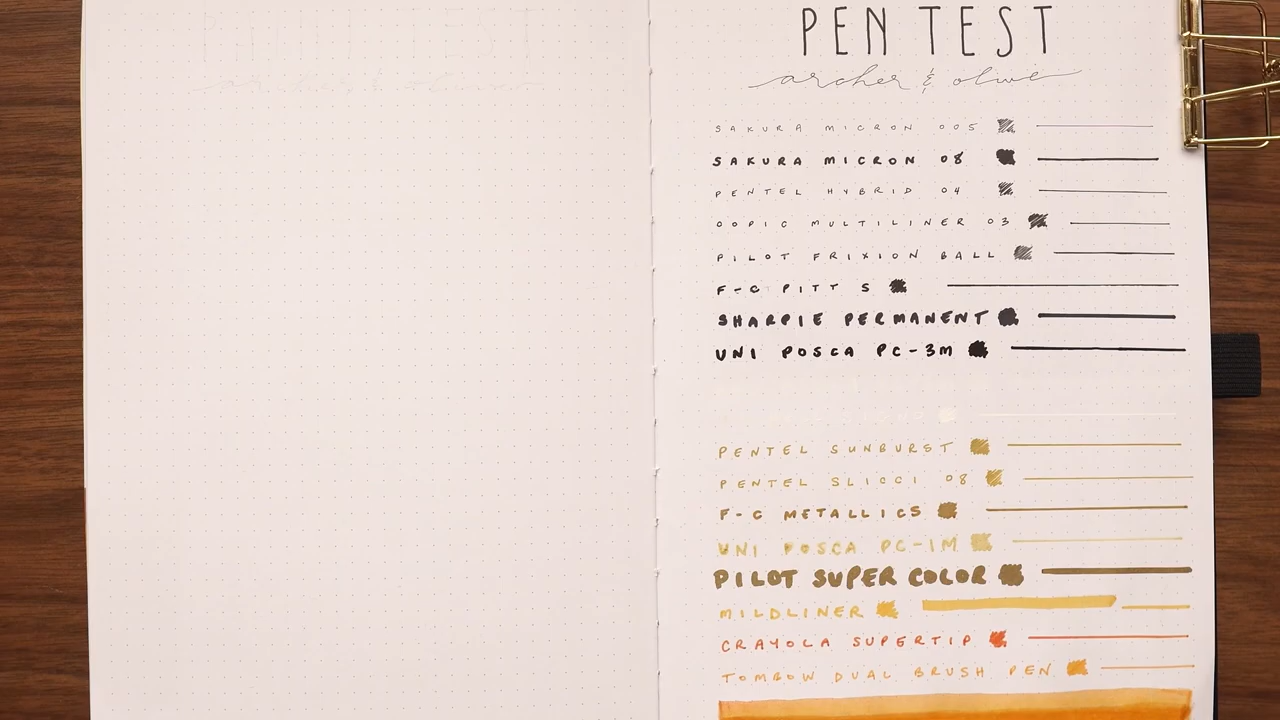 PEN TEST
archer & olive
SAKURA MICRON 005
SAKURA MICRON 08
PENTEL HYBRID 04
COPIC MULTILINER 03
PILOT FRIXION BALL
F-C PITT S
SHARPIE PERMANENT
UNI POSCA PC-3M
PENTEL SUNBURST
PENTEL SLICCI 08
F-C METALLICS
UNI POSCA PC-1M
PILOT SUPER COLOR
MILDLINER
CRAYOLA SUPERTIP
TOMBOW DUAL BRUSH PEN